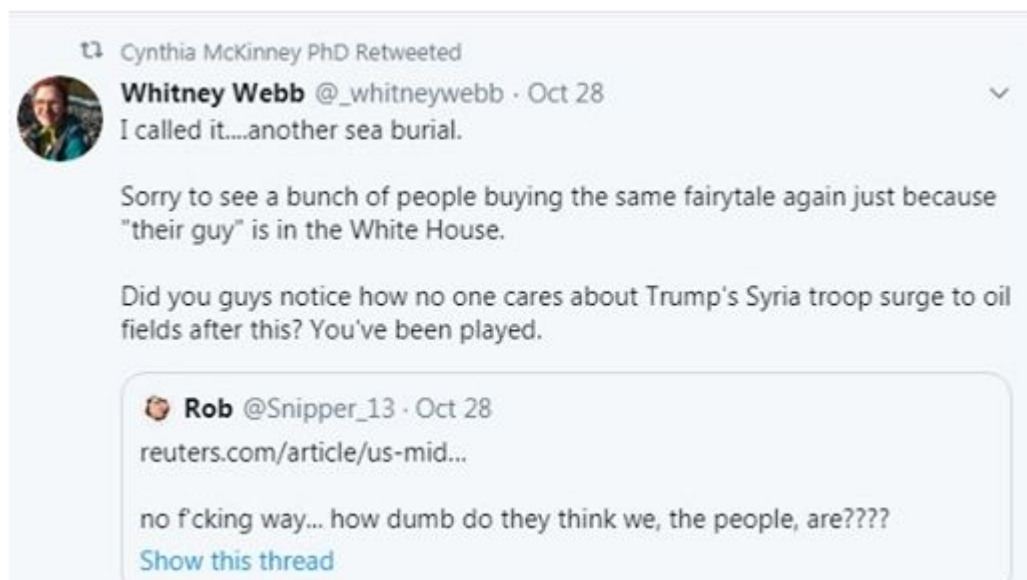 Cynthia McKinney PhD Retweeted
Whitney Webb @_whitneywebb · Oct 28
I called it....another sea burial.
Sorry to see a bunch of people buying the same fairytale again just because
"their guy" is in the White House.
Did you guys notice how no one cares about Trump's Syria troop surge to oil
fields after this? You've been played.
Rob @Snipper_13 · Oct 28
reuters.com/article/us-mid...
no f'cking way... how dumb do they think we, the people, are????
Show this thread